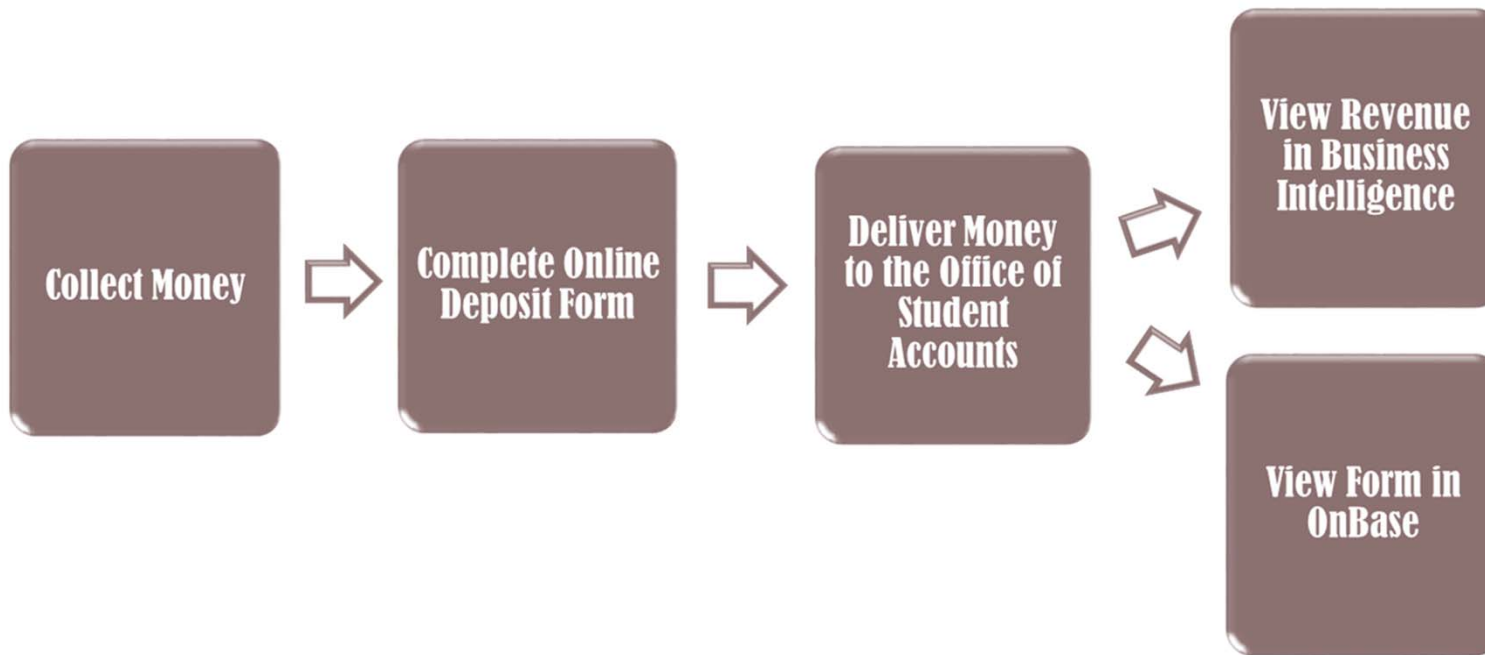 Collect Money
Complete Online
Deposit Form
Deliver Money
to the Office of
Student
Accounts
View Revenue
in Business
Intelligence
View Form in
OnBase